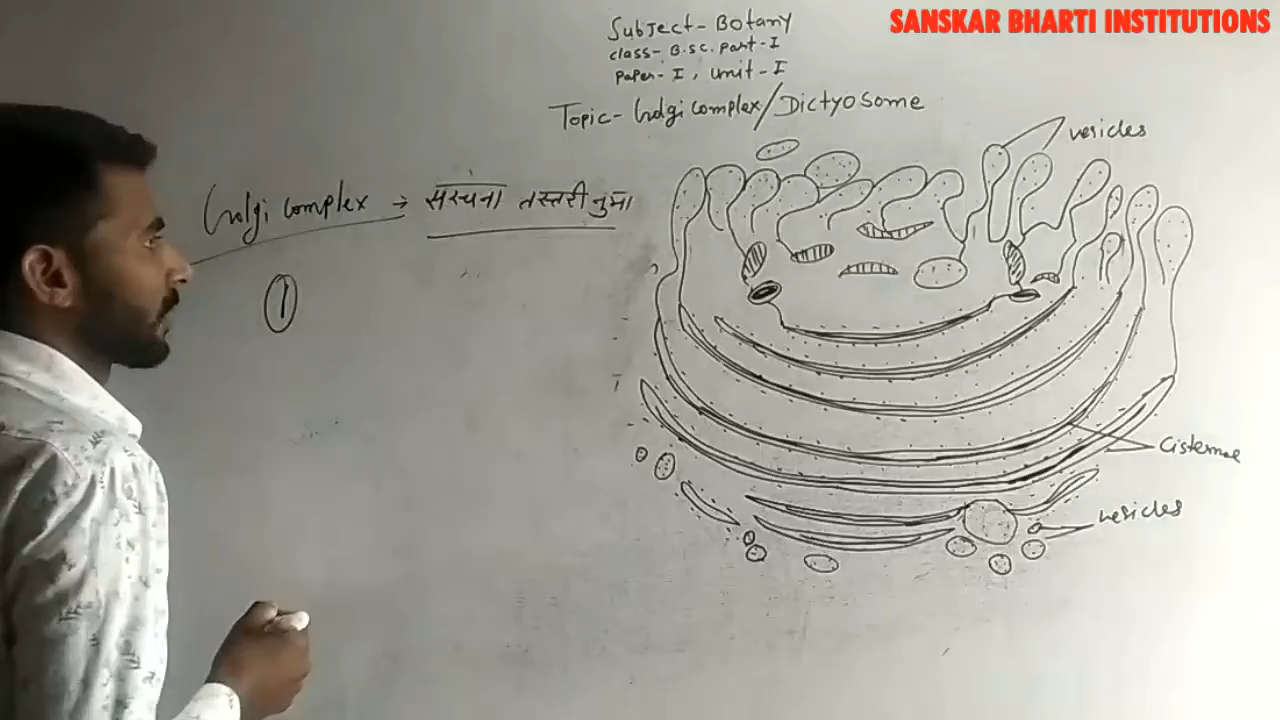 SANSKAR BHARTI INSTITUTIONS
Subject- Botany
class- B.sc. part-I
paper-I, unit-I
Topic- Golgi complex/Dictyosome
vesicles
Golgi complex → संरचना तस्तरीनुमा
1
Cisternae
vesicles